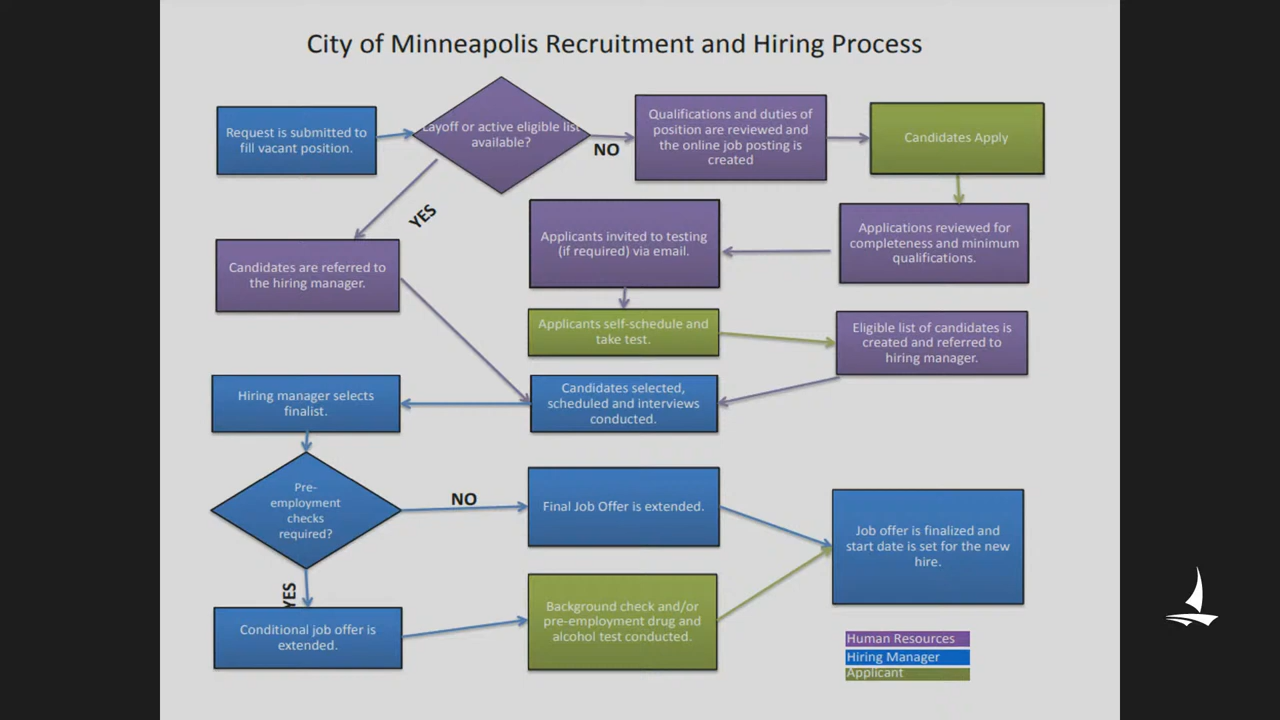 City of Minneapolis Recruitment and Hiring Process
Request is submitted to
fill vacant position.
Layoff or active eligible list
available?
NO
Qualifications and duties of
position are reviewed and
the online job posting is
created
Candidates Apply
YES
Applicants invited to testing
(if required) via email.
Applications reviewed for
completeness and minimum
qualifications.
Candidates are referred to
the hiring manager.
Applicants self-schedule and
take test.
Eligible list of candidates is
created and referred to
hiring manager.
Hiring manager selects
finalist.
Candidates selected,
scheduled and interviews
conducted.
Pre-
employment
checks
required?
NO
Final Job Offer is extended.
Job offer is finalized and
start date is set for the new
hire.
YES
Conditional job offer is
extended.
Background check and/or
pre-employment drug and
alcohol test conducted.
Human Resources
Hiring Manager
Applicant